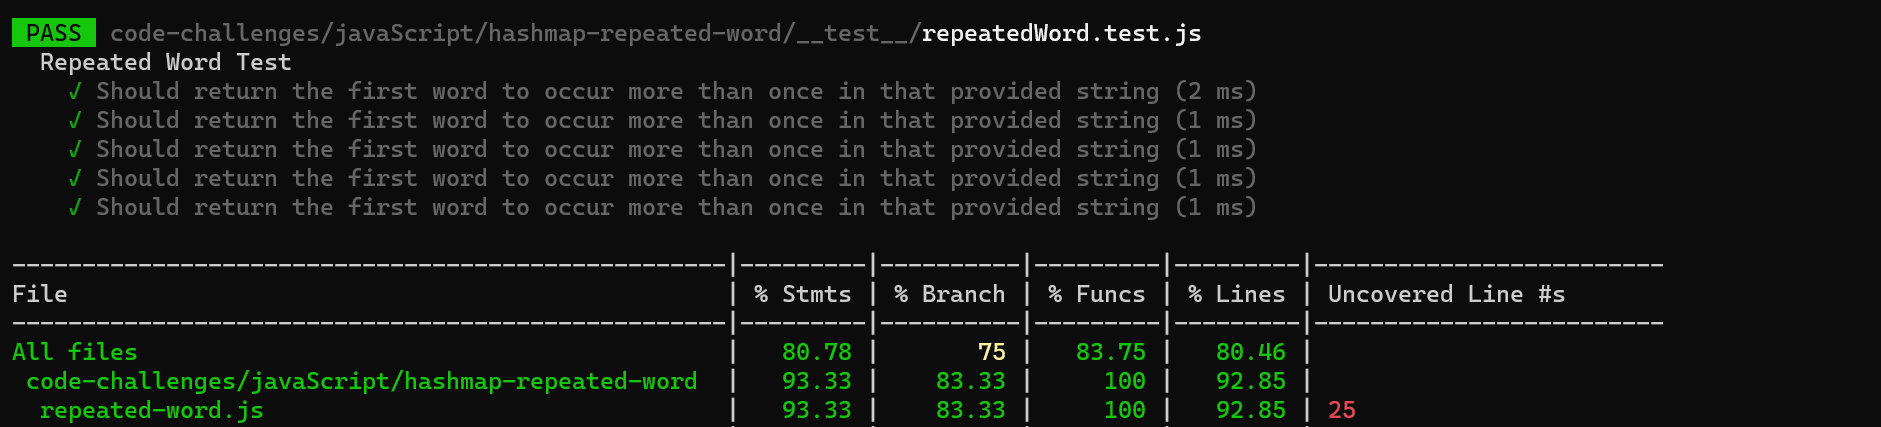 PASS code-challenges/javaScript/hashmap-repeated-word/__test__/repeatedWord.test.js
Repeated Word Test
√ Should return the first word to occur more than once in that provided string (2 ms)
√ Should return the first word to occur more than once in that provided string (1 ms)
√ Should return the first word to occur more than once in that provided string (1 ms)
√ Should return the first word to occur more than once in that provided string (1 ms)
√ Should return the first word to occur more than once in that provided string (1 ms)
---------------------------------------------------|---------|----------|---------|---------|-------------------------
File | % Stmts | % Branch | % Funcs | % Lines | Uncovered Line #s
---------------------------------------------------|---------|----------|---------|---------|-------------------------
All files | 80.78 | 75 | 83.75 | 80.46 |
code-challenges/javaScript/hashmap-repeated-word | 93.33 | 83.33 | 100 | 92.85 |
repeated-word.js | 93.33 | 83.33 | 100 | 92.85 | 25